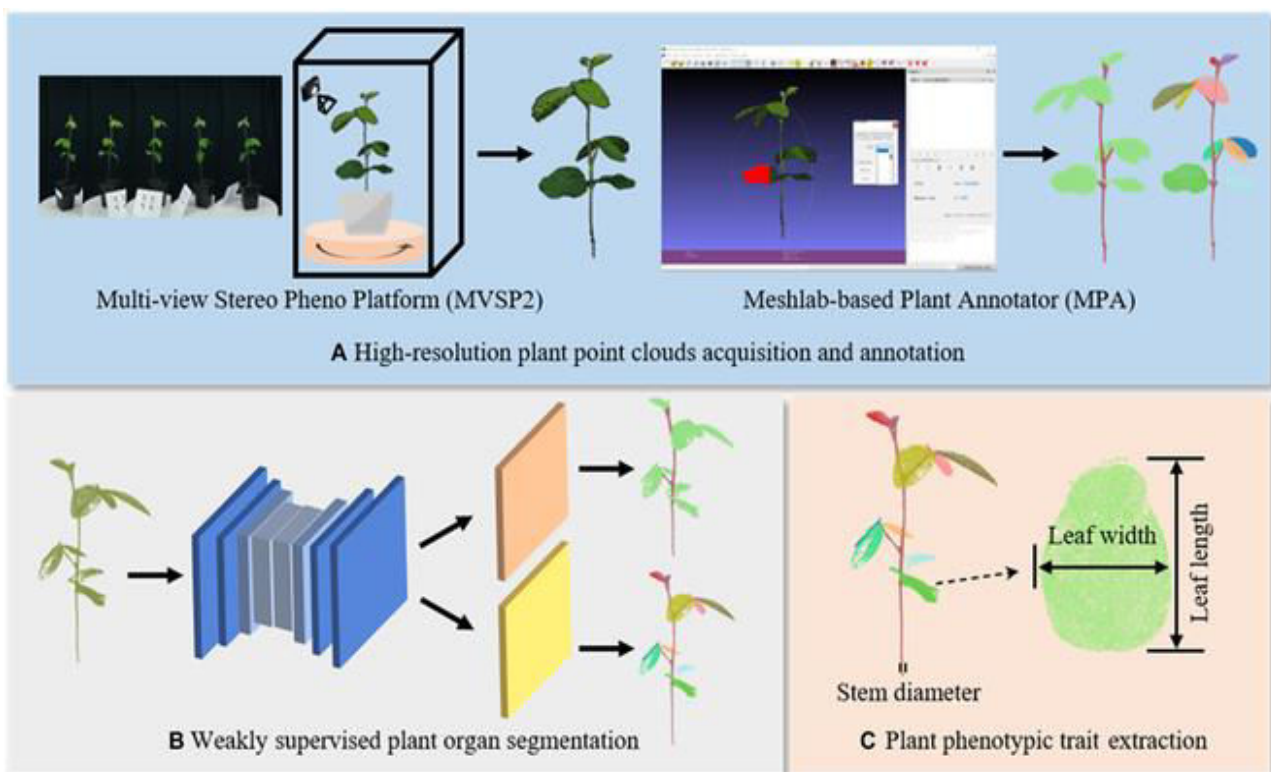 Multi-view Stereo Pheno Platform (MVSP2)
Meshlab-based Plant Annotator (MPA)
A High-resolution plant point clouds acquisition and annotation
B Weakly supervised plant organ segmentation
Leaf width
Leaf length
Stem diameter
C Plant phenotypic trait extraction